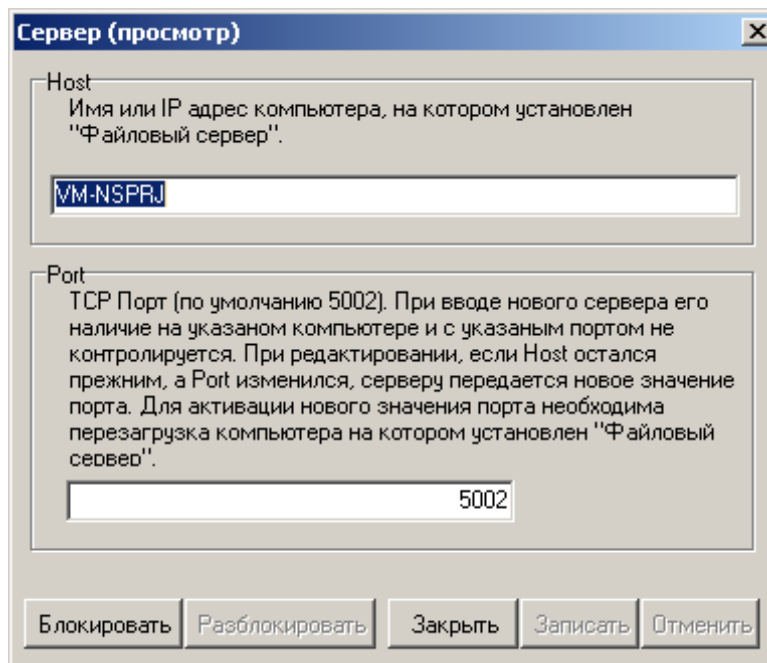 Сервер (просмотр)
Host
Имя или IP адрес компьютера, на котором установлен
"Файловый сервер".
VM-NSPRJ
Port
TCP Порт (по умолчанию 5002). При вводе нового сервера его
наличие на указаном компьютере и с указаным портом не
контролируется. При редактировании, если Host остался
прежним, а Port изменился, серверу передается новое значение
порта. Для активации нового значения порта необходима
перезагрузка компьютера на котором установлен "Файловый
сервер".
5002
Блокировать Разблокировать Закрыть Записать Отменить